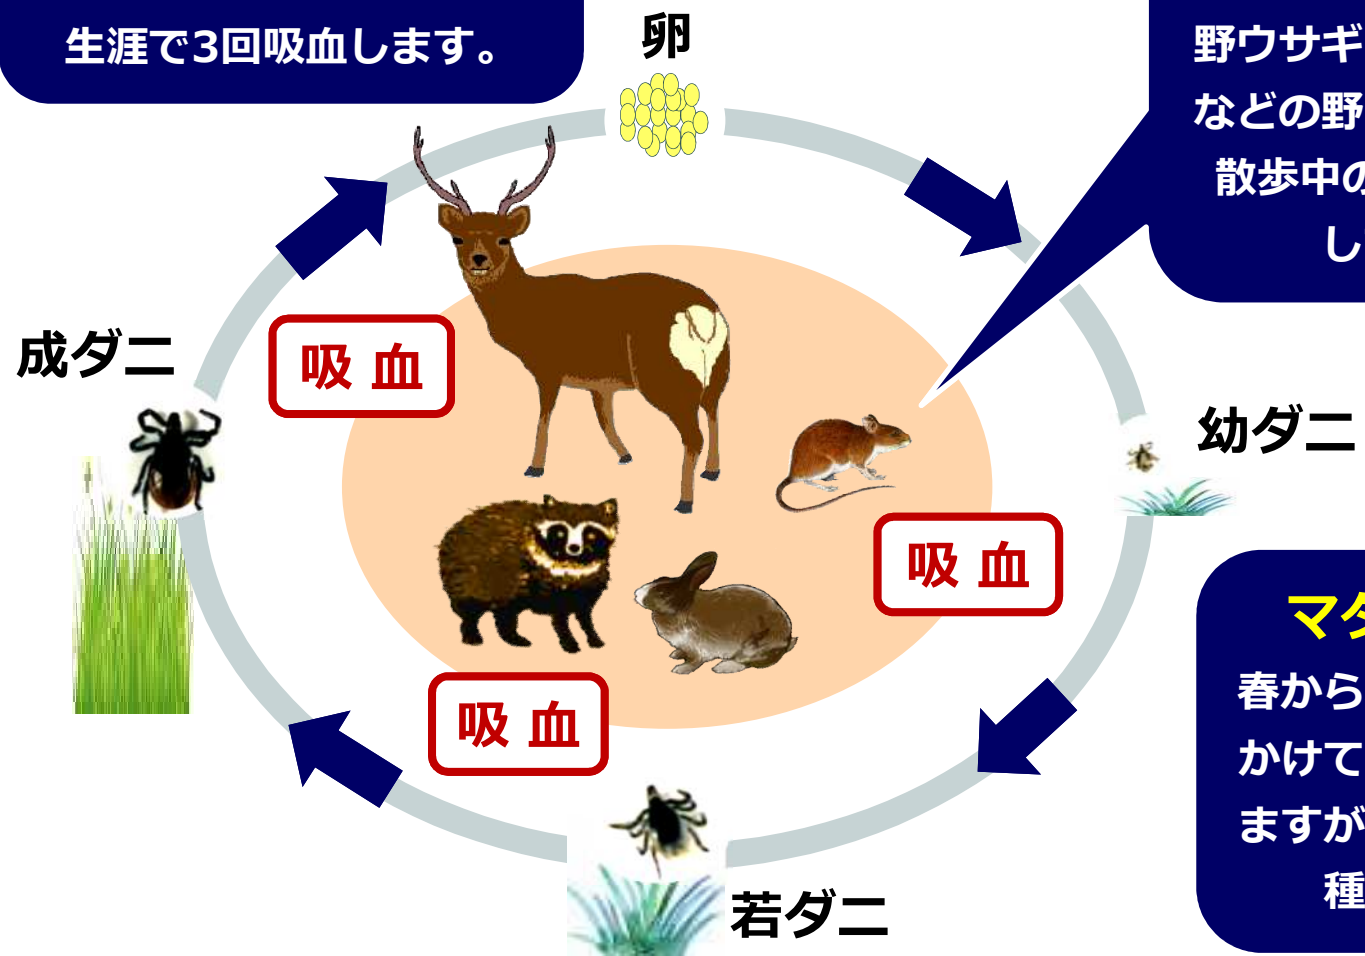 生涯で3回吸血します。
卵
野ウサギ
などの野
散歩中の
し
成ダニ
吸 血
幼ダニ
吸 血
マダ
春から
かけて
ますが
種
吸 血
若ダニ